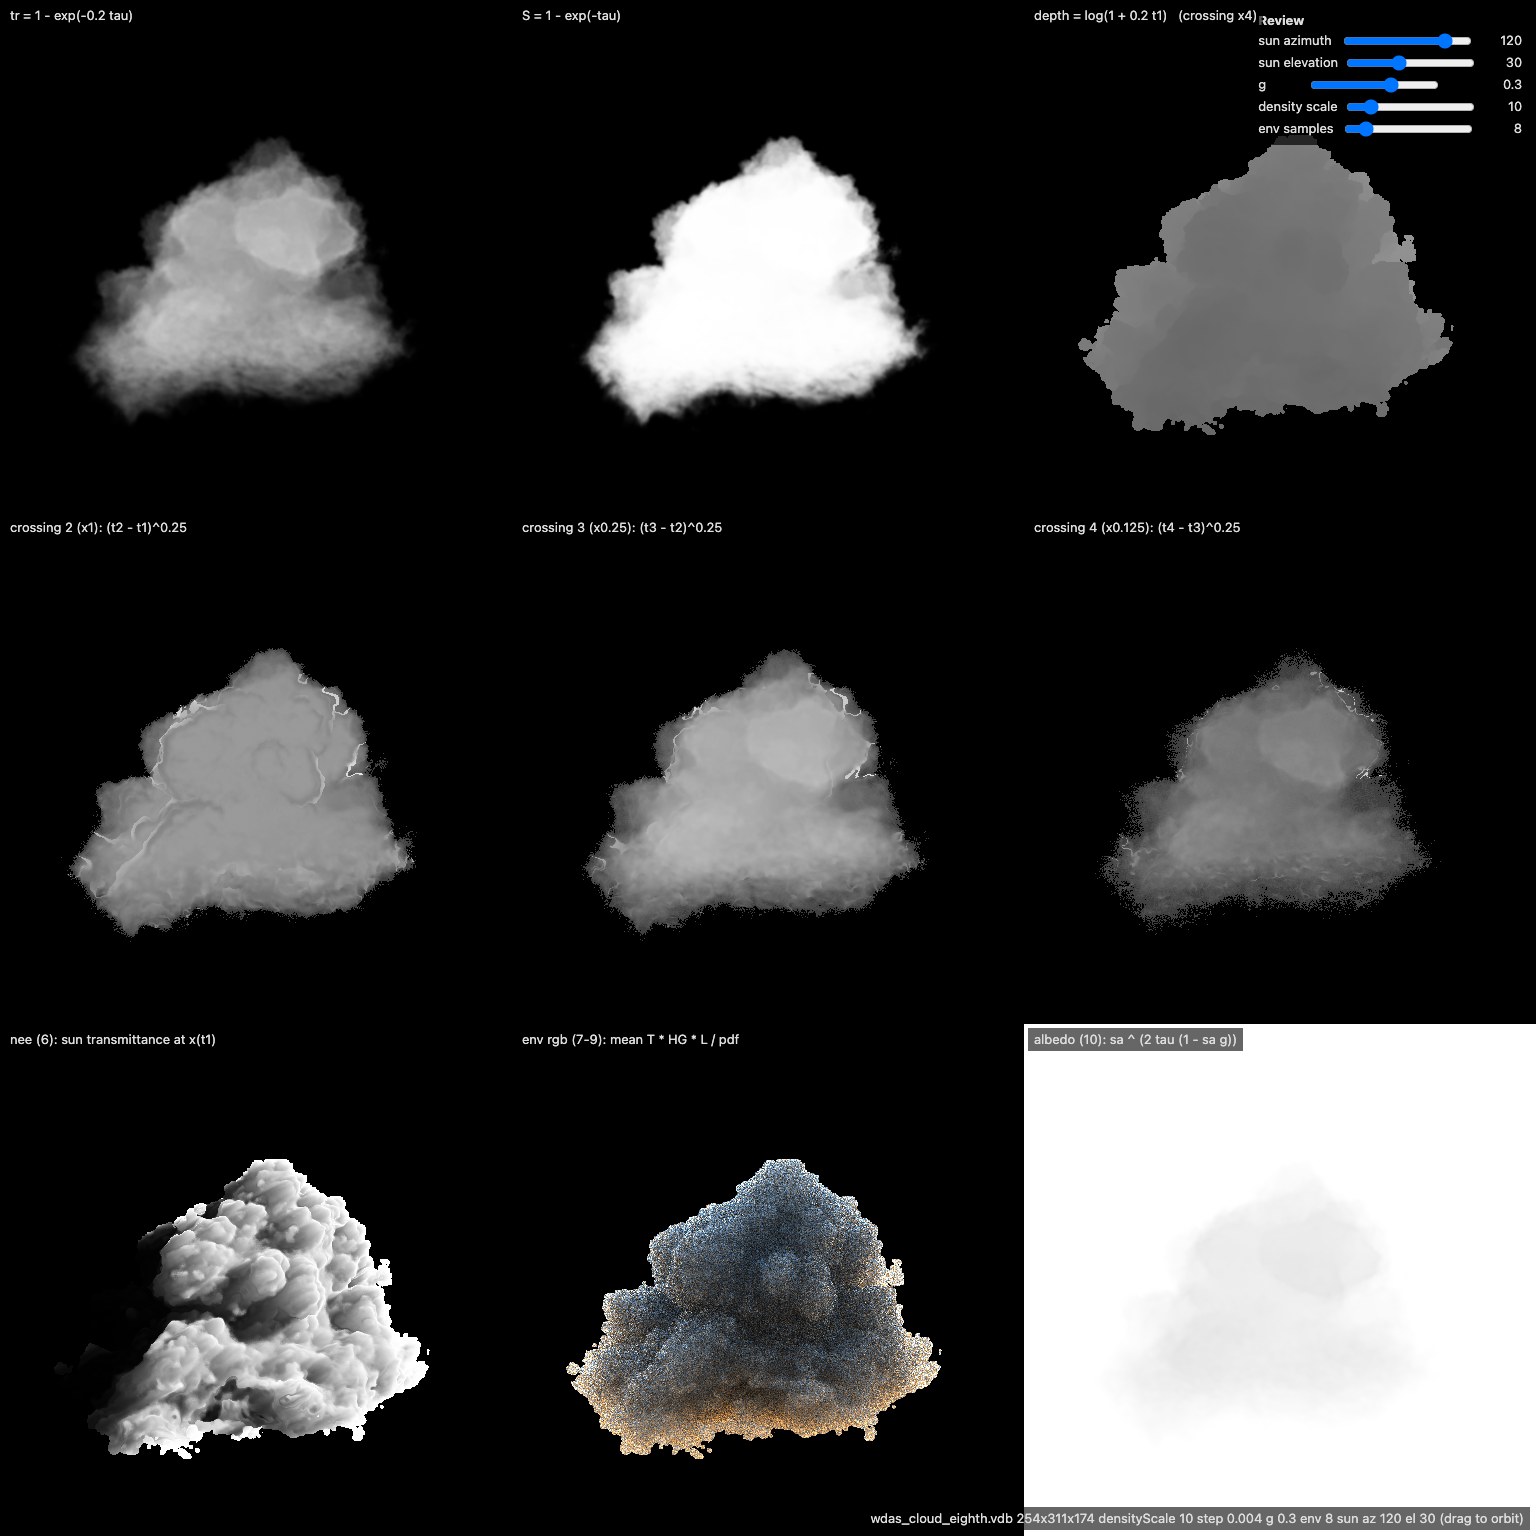 tr = 1 - exp(-0.2 tau)
S = 1 - exp(-tau)
depth = log(1 + 0.2 t1) (crossing x4)
Review
sun azimuth 120
sun elevation 30
g 0.3
density scale 10
env samples 8
crossing 2 (x1): (t2 - t1)^0.25
crossing 3 (x0.25): (t3 - t2)^0.25
crossing 4 (x0.125): (t4 - t3)^0.25
nee (6): sun transmittance at x(t1)
env rgb (7-9): mean T * HG * L / pdf
albedo (10): sa ^ (2 tau (1 - sa g))
wdas_cloud_eighth.vdb 254x311x174 densityScale 10 step 0.004 g 0.3 env 8 sun az 120 el 30 (drag to orbit)